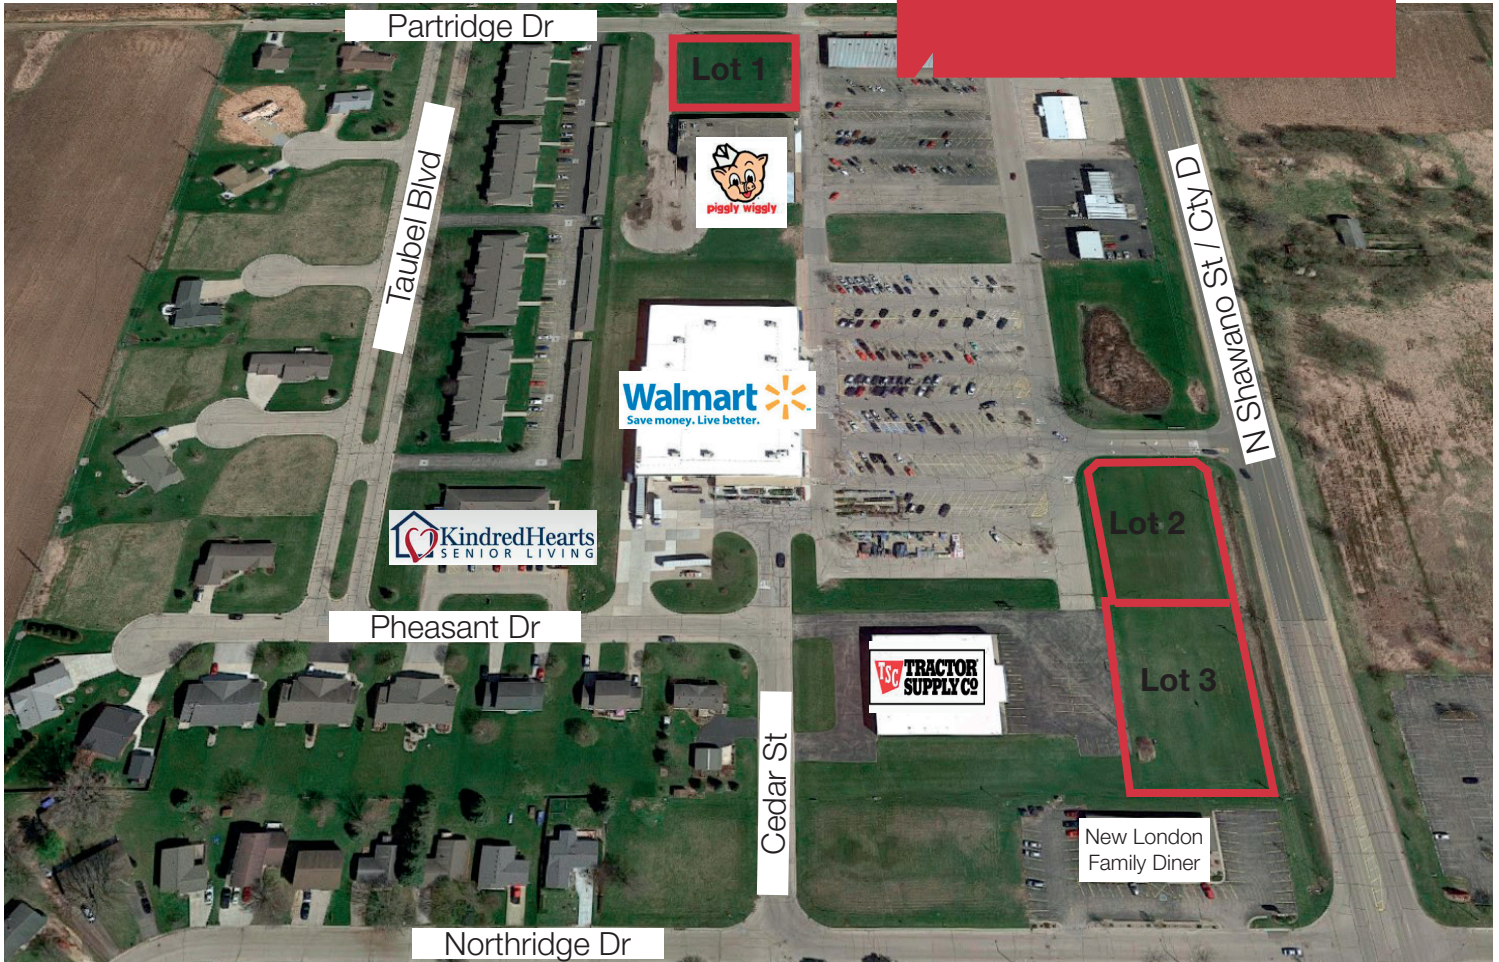 Partridge Dr
Lot 1
piggly wiggly
Taubel Blvd
N Shawano St / Cty D
Walmart
Save money. Live better.
Lot 2
KindredHearts
SENIOR LIVING
Pheasant Dr
TSC TRACTOR
SUPPLY CO
Lot 3
Cedar St
New London
Family Diner
Northridge Dr